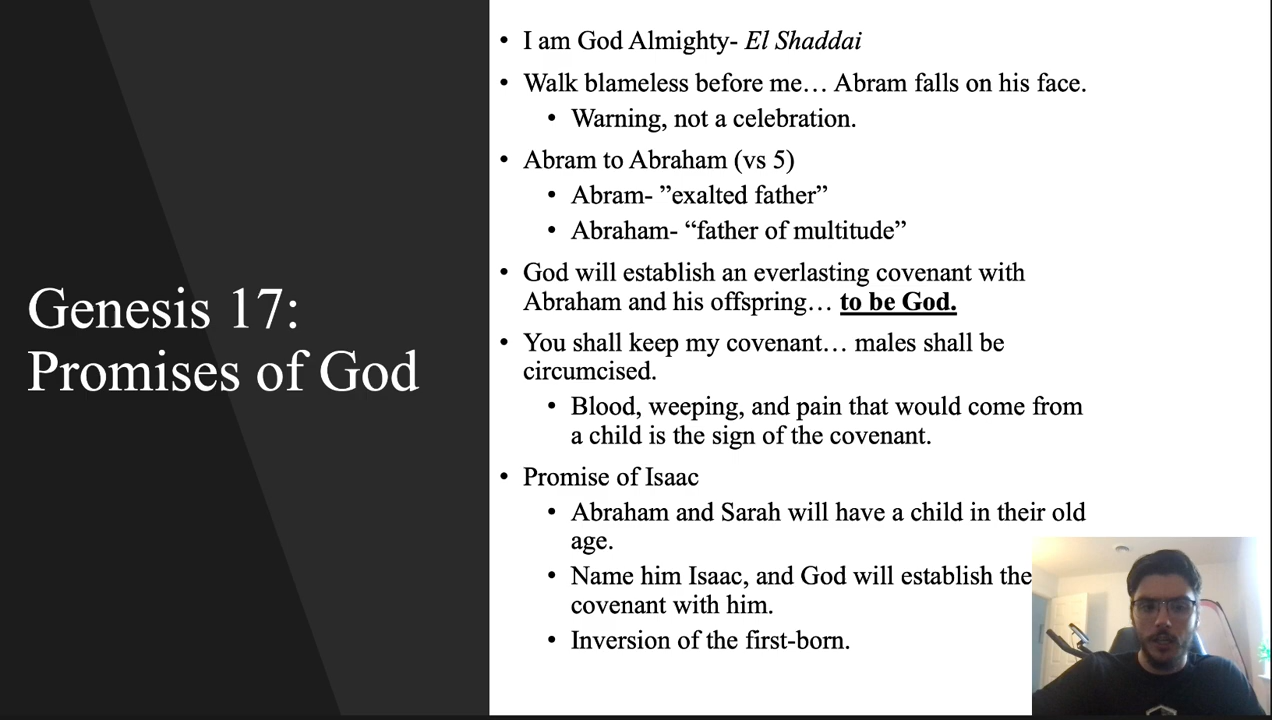 Genesis 17:
Promises of God
• I am God Almighty- El Shaddai
• Walk blameless before me… Abram falls on his face.
• Warning, not a celebration.
• Abram to Abraham (vs 5)
• Abram- ”exalted father”
• Abraham- “father of multitude”
• God will establish an everlasting covenant with
Abraham and his offspring… to be God.
• You shall keep my covenant… males shall be
circumcised.
• Blood, weeping, and pain that would come from
a child is the sign of the covenant.
• Promise of Isaac
• Abraham and Sarah will have a child in their old
age.
• Name him Isaac, and God will establish the
covenant with him.
• Inversion of the first-born.